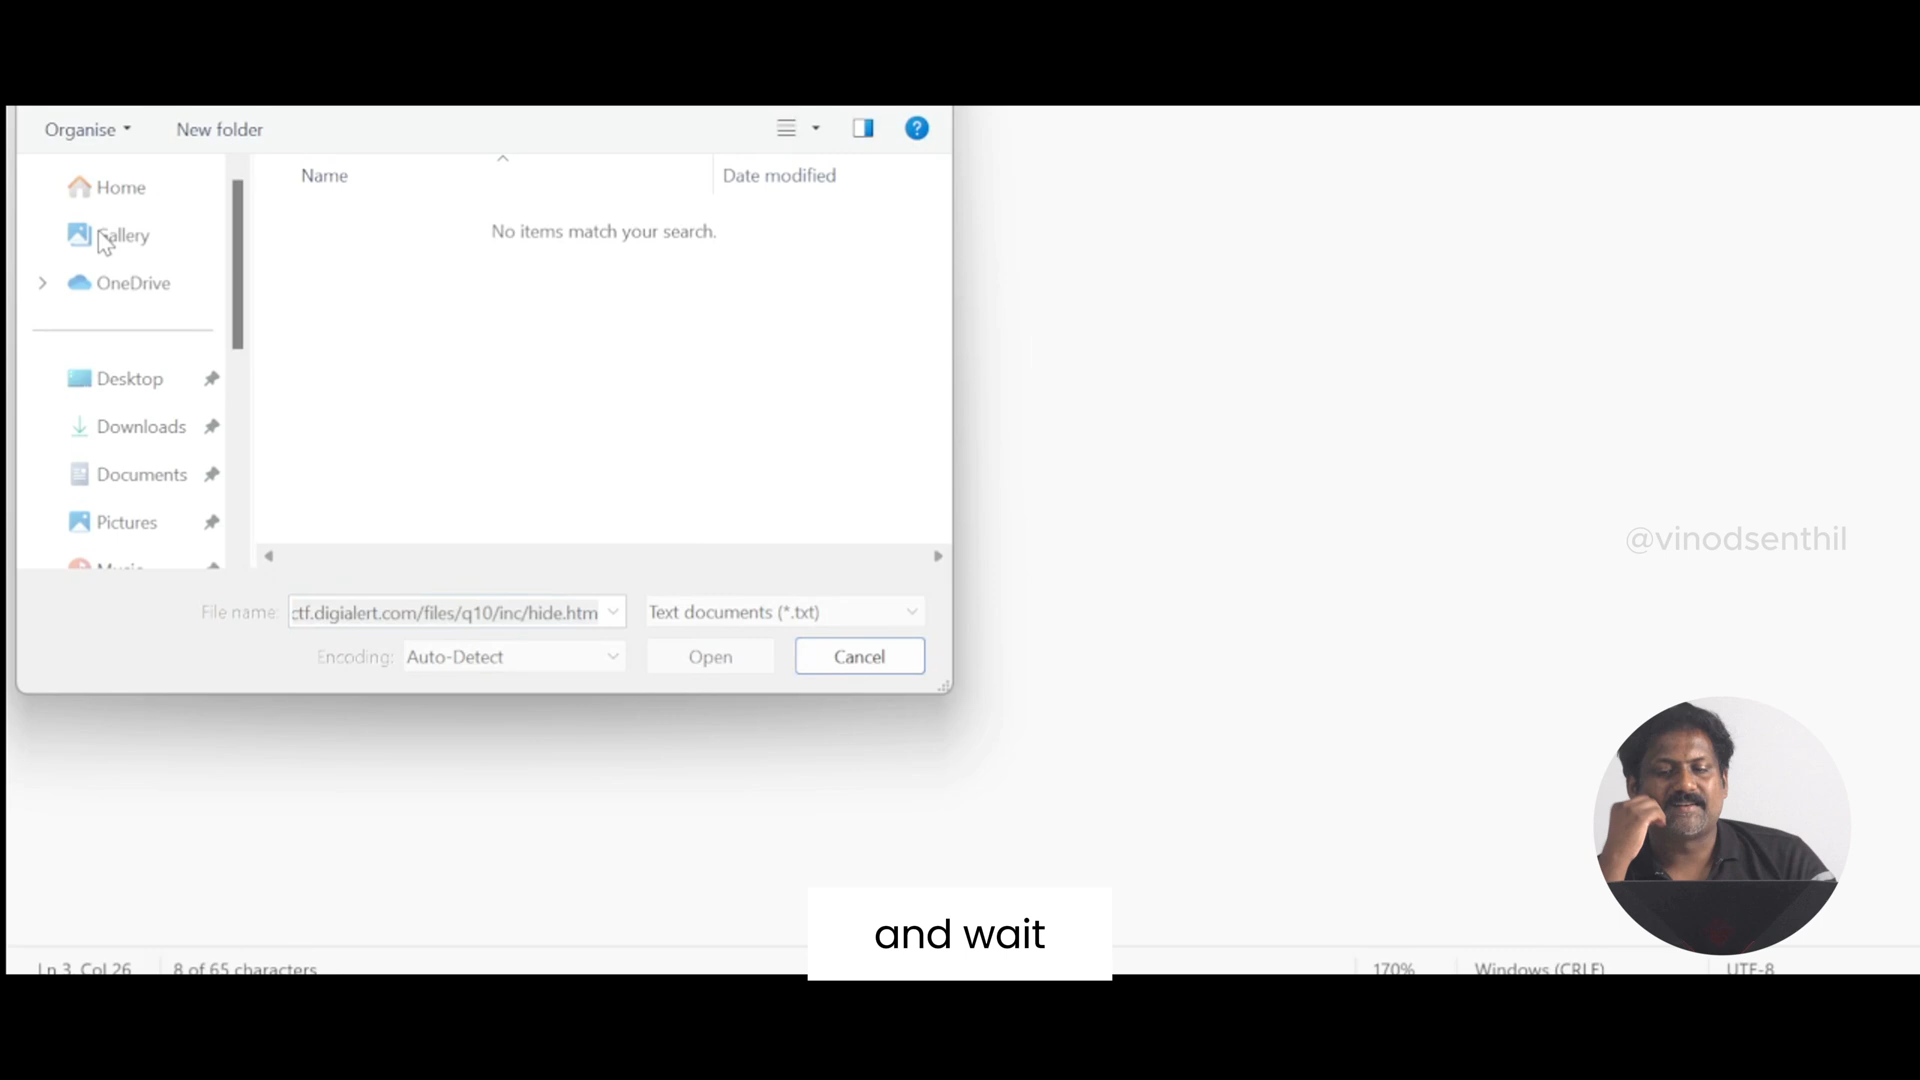 Organise
New folder
Name
Date modified
Home
No items match your search.
Gallery
OneDrive
Desktop
Downloads
Documents
Pictures
Music
@vinodsenthil
File name:
ctf.digialert.com/files/q10/inc/hide.htm
Text documents (*.txt)
Encoding:
Auto-Detect
Open
Cancel
and wait
Ln 3, Col 26
8 of 65 characters
170%
Windows (CRLF)
UTF-8